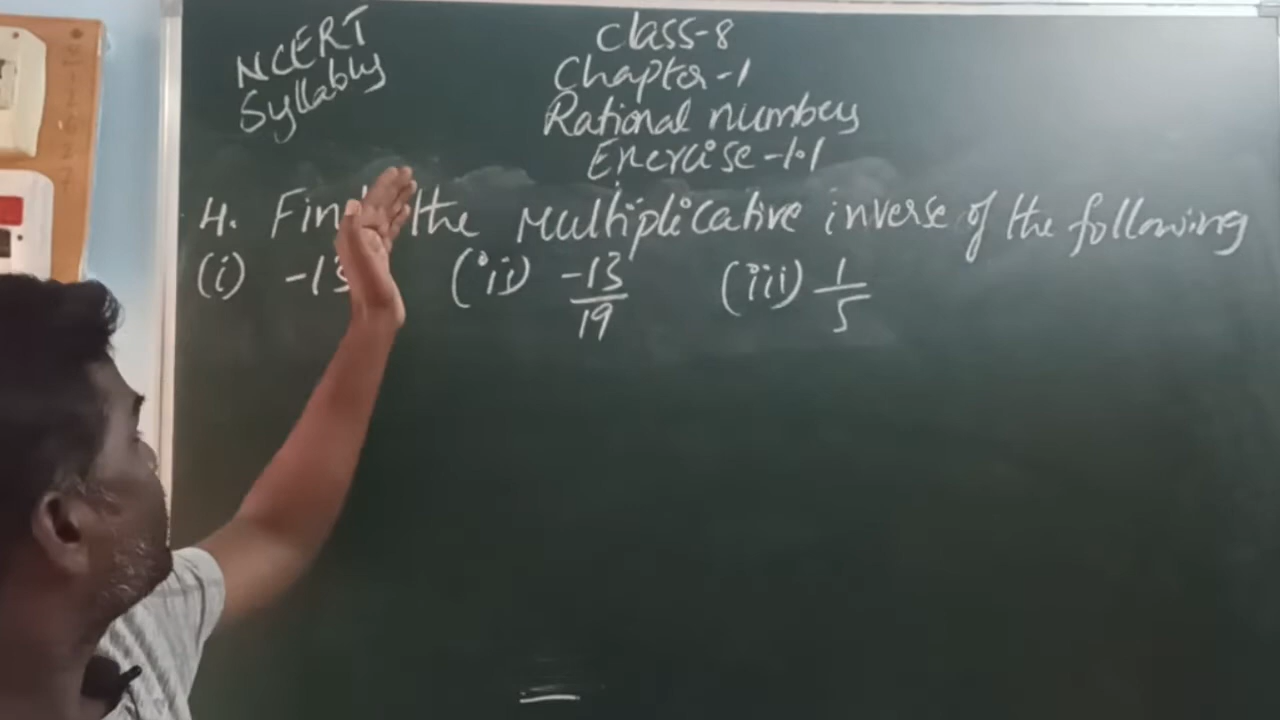 NCERT
Syllabus
Class-8
Chapter-1
Rational numbers
Exercise-1.1
4. Find the Multiplicative inverse of the following
(i) -13 (ii) -13/19 (iii) 1/5